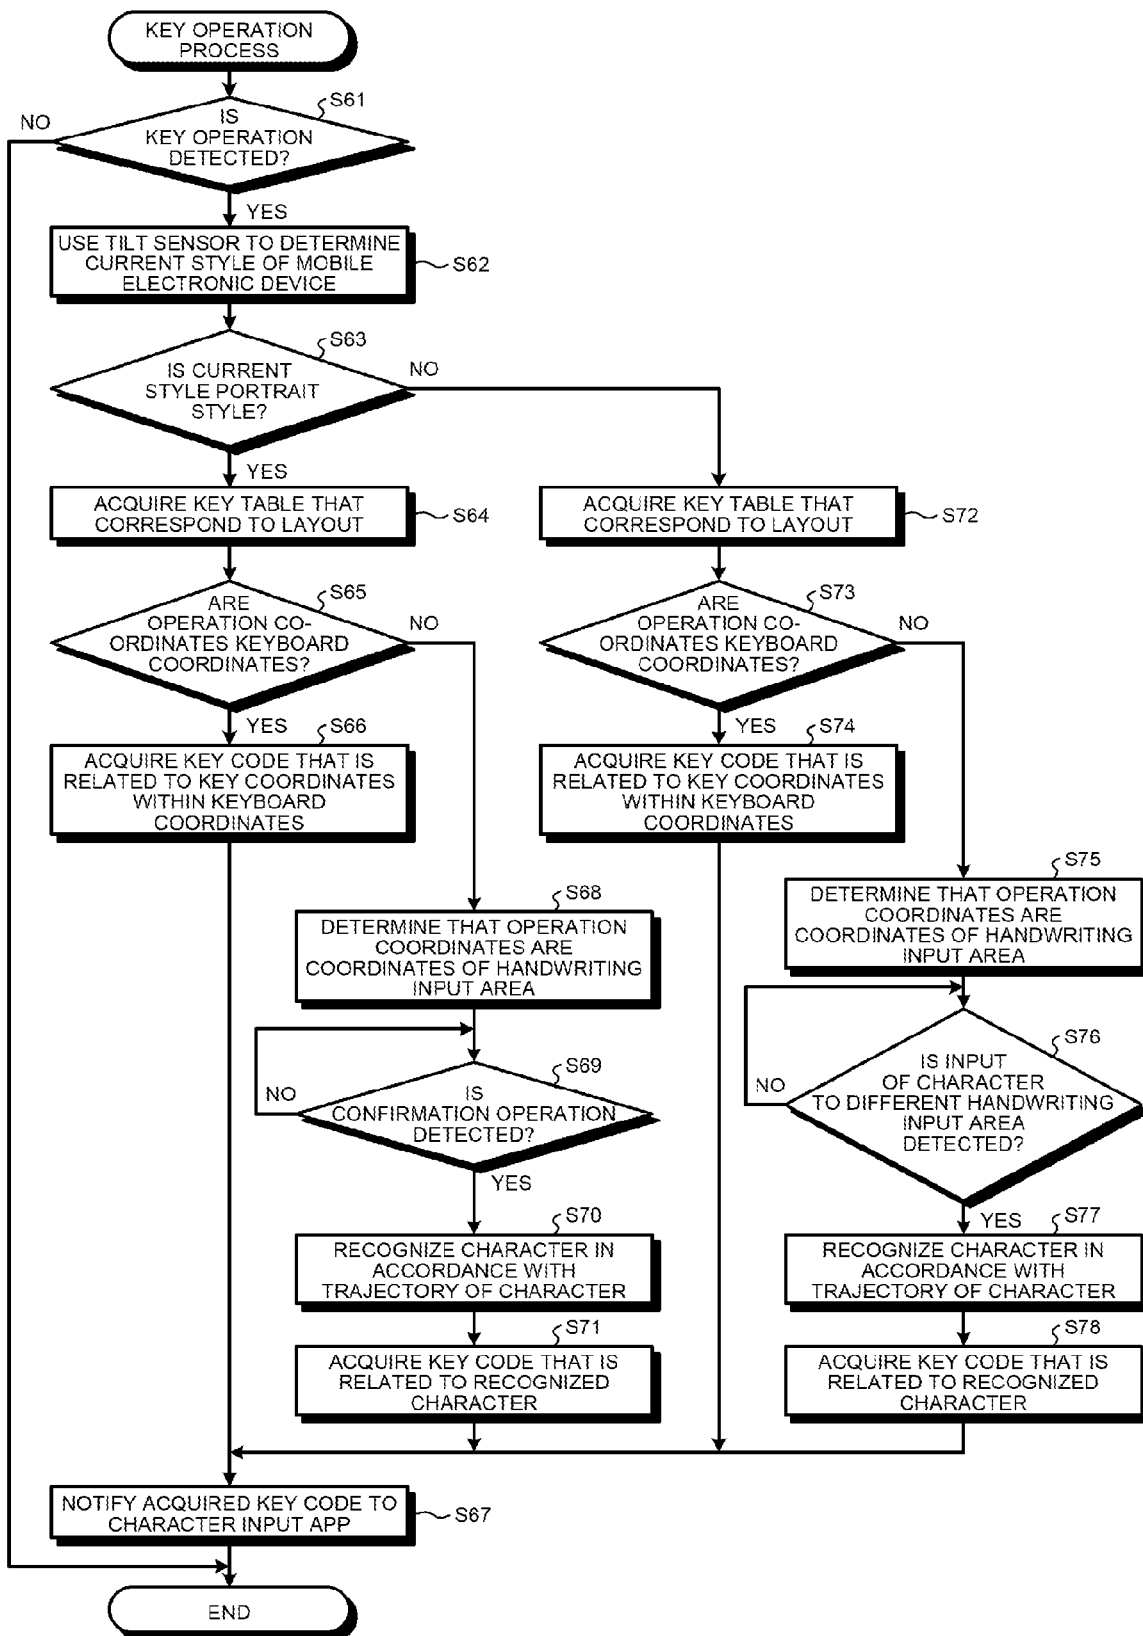 KEY OPERATION
PROCESS
S61
NO
IS
KEY OPERATION
DETECTED?
YES
USE TILT SENSOR TO DETERMINE
CURRENT STYLE OF MOBILE
ELECTRONIC DEVICE
S62
S63
IS CURRENT
STYLE PORTRAIT
STYLE?
NO
YES
ACQUIRE KEY TABLE THAT
CORRESPOND TO LAYOUT
S64
ACQUIRE KEY TABLE THAT
CORRESPOND TO LAYOUT
S72
S65
ARE
OPERATION CO-
ORDINATES KEYBOARD
COORDINATES?
NO
YES
S73
ARE
OPERATION CO-
ORDINATES KEYBOARD
COORDINATES?
NO
YES
S66
ACQUIRE KEY CODE THAT IS
RELATED TO KEY COORDINATES
WITHIN KEYBOARD
COORDINATES
S74
ACQUIRE KEY CODE THAT IS
RELATED TO KEY COORDINATES
WITHIN KEYBOARD
COORDINATES
S68
DETERMINE THAT OPERATION
COORDINATES ARE
COORDINATES OF HANDWRITING
INPUT AREA
S75
DETERMINE THAT OPERATION
COORDINATES ARE
COORDINATES OF HANDWRITING
INPUT AREA
S69
NO
IS
CONFIRMATION OPERATION
DETECTED?
YES
S76
NO
IS INPUT
OF CHARACTER
TO DIFFERENT HANDWRITING
INPUT AREA
DETECTED?
YES
S70
RECOGNIZE CHARACTER IN
ACCORDANCE WITH
TRAJECTORY OF CHARACTER
S77
RECOGNIZE CHARACTER IN
ACCORDANCE WITH
TRAJECTORY OF CHARACTER
S71
ACQUIRE KEY CODE THAT IS
RELATED TO RECOGNIZED
CHARACTER
S78
ACQUIRE KEY CODE THAT IS
RELATED TO RECOGNIZED
CHARACTER
NOTIFY ACQUIRED KEY CODE TO
CHARACTER INPUT APP
S67
END